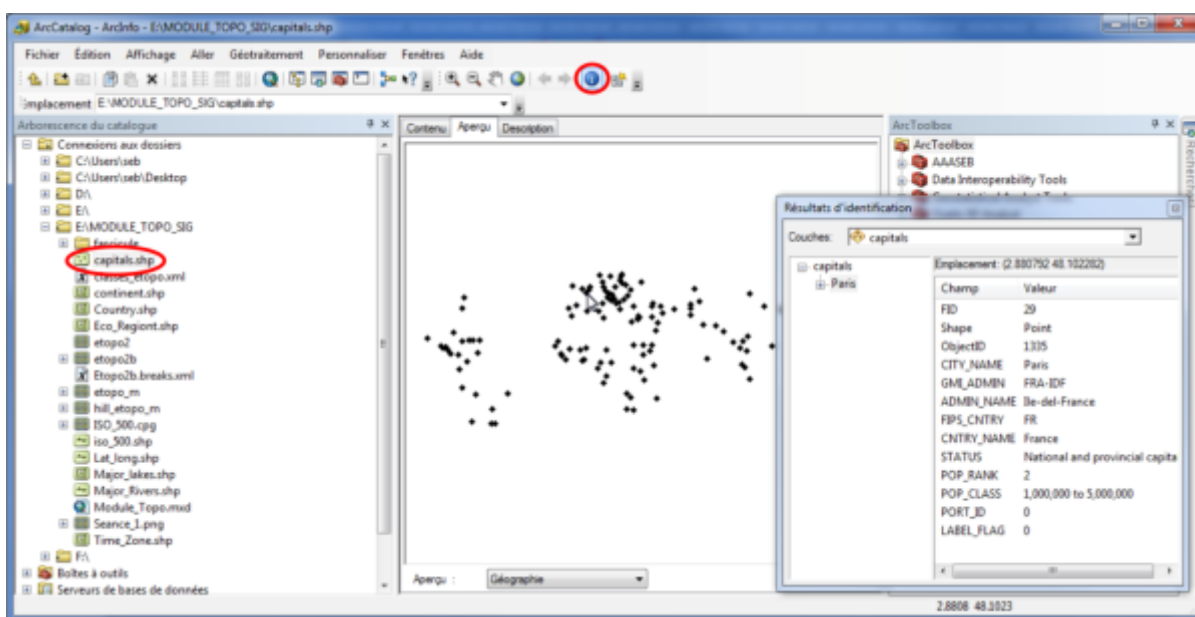 ArcCatalog - ArcInfo - E:\MODULE_TOPO_SIG\capitals.shp
Fichier Édition Affichage Aller Géotraitement Personnaliser Fenêtres Aide
Emplacement E:\MODULE_TOPO_SIG\capitals.shp
Arborescence du catalogue
Connexions aux dossiers
C:\Users\seb
C:\Users\seb\Desktop
D:\
E:\
E:\MODULE_TOPO_SIG
fascicule
capitals.shp
classes_etopo.xml
continent.shp
Country.shp
Eco_Regiont.shp
etopo2
etopo2b
Etopo2b.breaks.xml
etopo_m
hill_etopo_m
ISO_500.cpg
iso_500.shp
Lat_long.shp
Major_lakes.shp
Major_Rivers.shp
Module_Topo.mxd
Seance_1.png
Time_Zone.shp
F:\
Boîtes à outils
Serveurs de bases de données
Contenu Aperçu Description
Aperçu : Géographie
ArcToolbox
ArcToolbox
AAASEB
Data Interoperability Tools
Rechercher
Résultats d'identification
Couches: capitals
capitals
Paris
Emplacement: (2.880792 48.102282)
Champ Valeur
FID 29
Shape Point
ObjectID 1335
CITY_NAME Paris
GMI_ADMIN FRA-IDF
ADMIN_NAME Ile-del-France
FIPS_CNTRY FR
CNTRY_NAME France
STATUS National and provincial capita
POP_RANK 2
POP_CLASS 1,000,000 to 5,000,000
PORT_ID 0
LABEL_FLAG 0
2.8808 48.1023